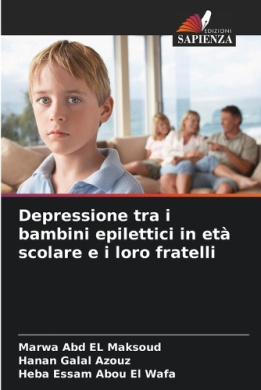 EDIZIONI
SAPIENZA
Depressione tra i
bambini epilettici in età
scolare e i loro fratelli
Marwa Abd EL Maksoud
Hanan Galal Azouz
Heba Essam Abou El Wafa